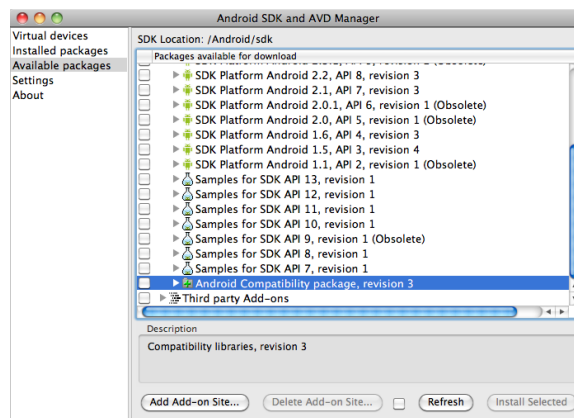 Android SDK and AVD Manager
Virtual devices
Installed packages
Available packages
Settings
About
SDK Location: /Android/sdk
Packages available for download
SDK Platform Android 2.2, API 8, revision 3
SDK Platform Android 2.1, API 7, revision 3
SDK Platform Android 2.0.1, API 6, revision 1 (Obsolete)
SDK Platform Android 2.0, API 5, revision 1 (Obsolete)
SDK Platform Android 1.6, API 4, revision 3
SDK Platform Android 1.5, API 3, revision 4
SDK Platform Android 1.1, API 2, revision 1 (Obsolete)
Samples for SDK API 13, revision 1
Samples for SDK API 12, revision 1
Samples for SDK API 11, revision 1
Samples for SDK API 10, revision 1
Samples for SDK API 9, revision 1 (Obsolete)
Samples for SDK API 8, revision 1
Samples for SDK API 7, revision 1
Android Compatibility package, revision 3
Third party Add-ons
Description
Compatibility libraries, revision 3
Add Add-on Site... Delete Add-on Site... Refresh Install Selected